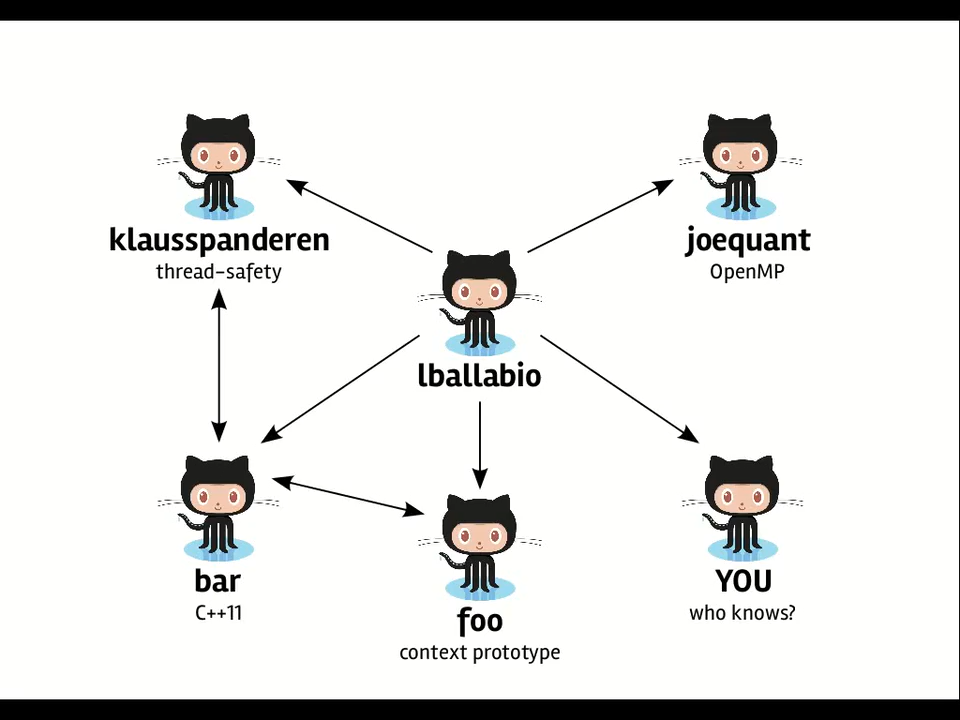 klausspanderen
thread-safety
joequant
OpenMP
lballabio
bar
C++11
foo
context prototype
YOU
who knows?